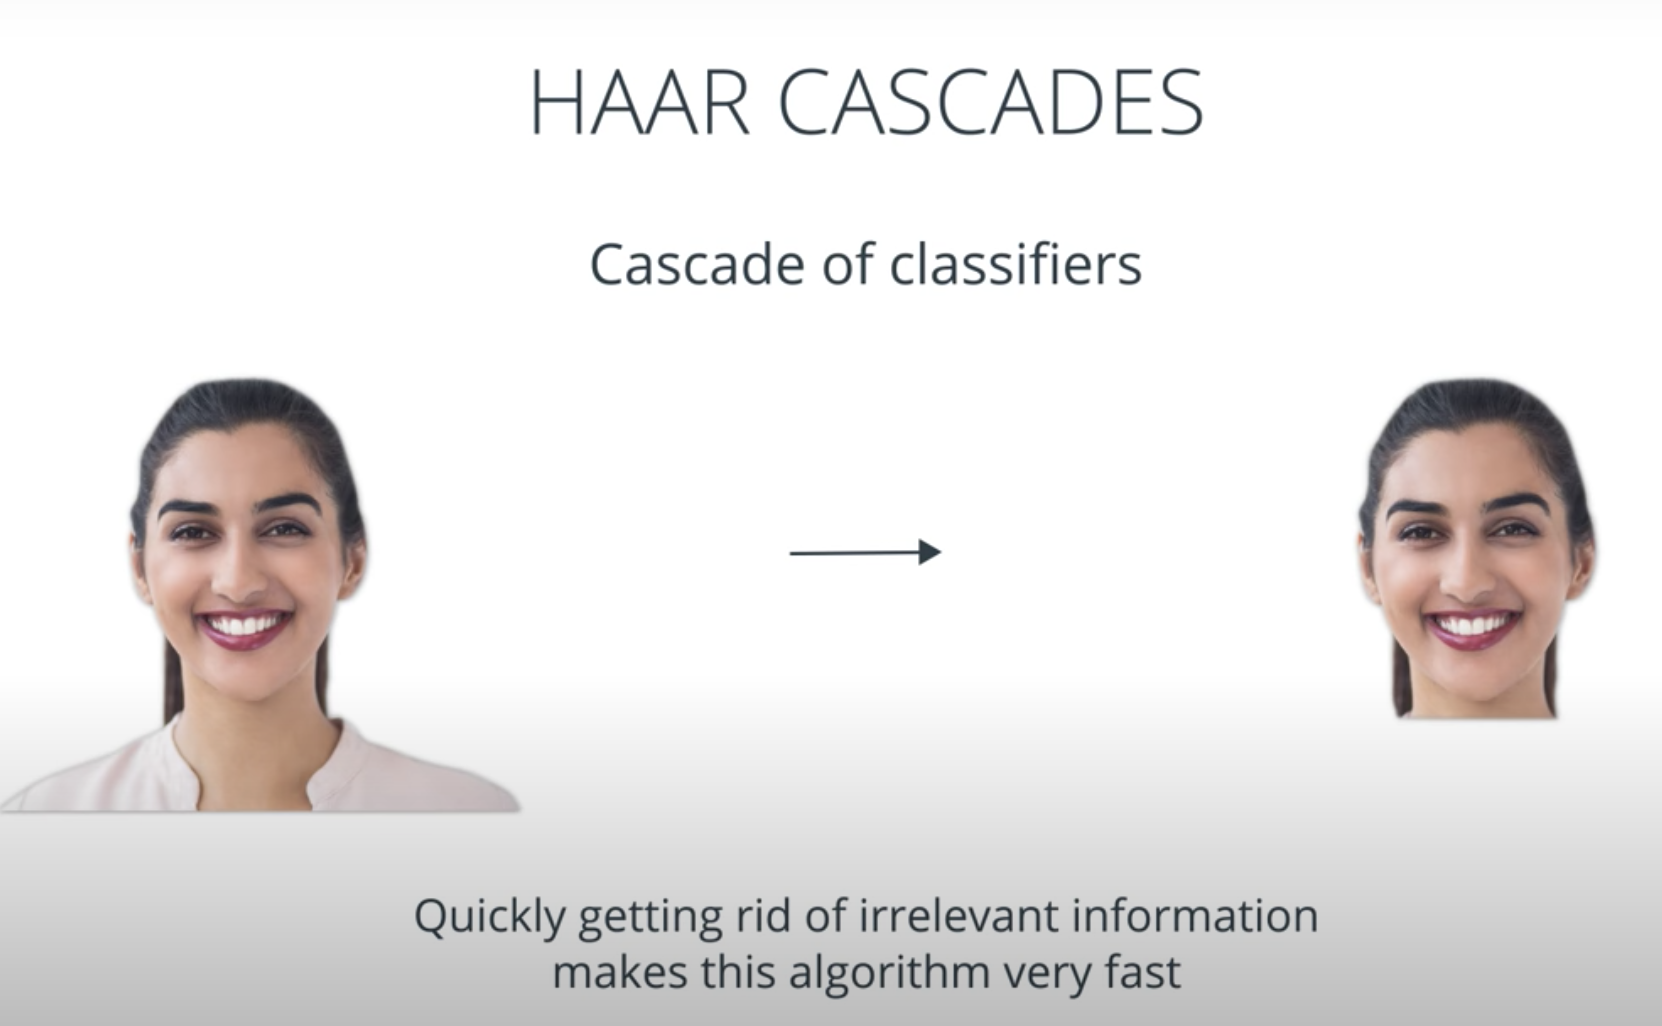 HAAR CASCADES
Cascade of classifiers
Quickly getting rid of irrelevant information
makes this algorithm very fast